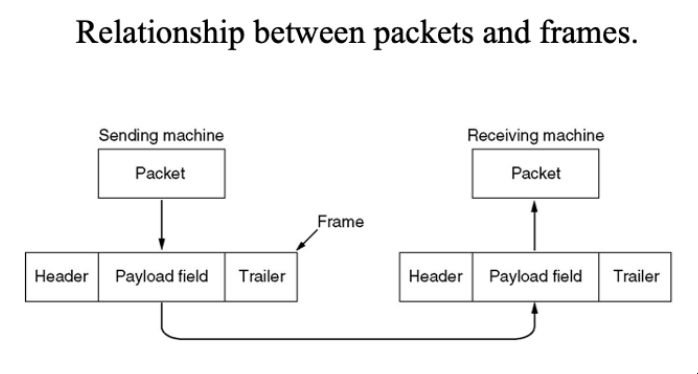 Relationship between packets and frames.
Sending machine
Receiving machine
Packet
Packet
Frame
Header
Payload field
Trailer
Header
Payload field
Trailer